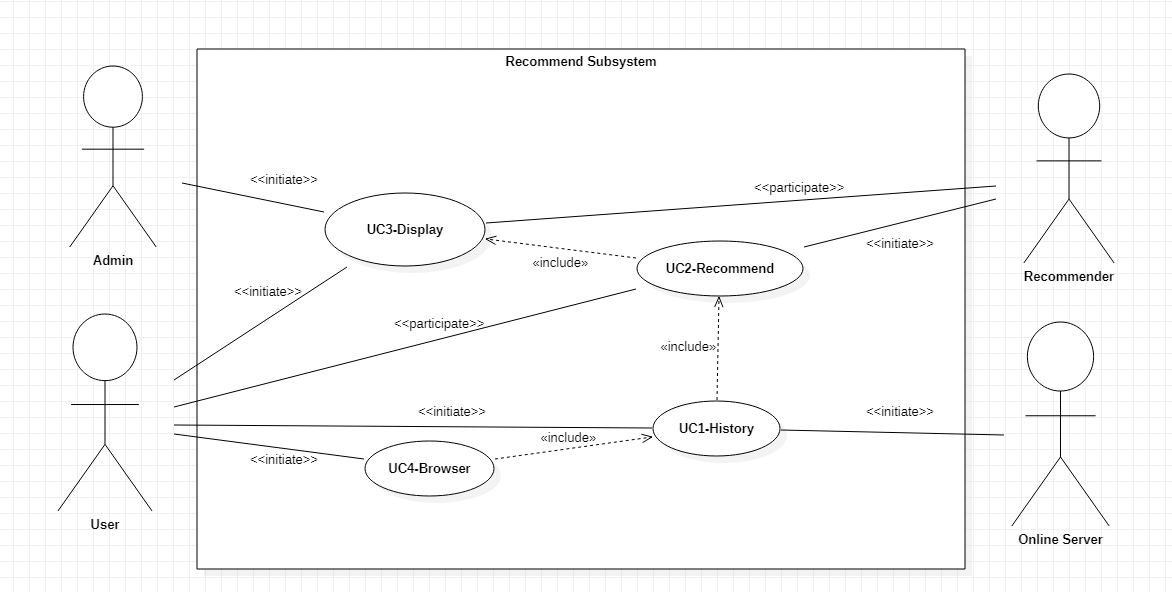 Recommend Subsystem
<<initiate>>
<<participate>>
UC3-Display
<<initiate>>
Admin
«include»
UC2-Recommend
Recommender
<<initiate>>
<<participate>>
«include»
<<initiate>>
<<initiate>>
UC1-History
«include»
<<initiate>>
UC4-Browser
User
Online Server